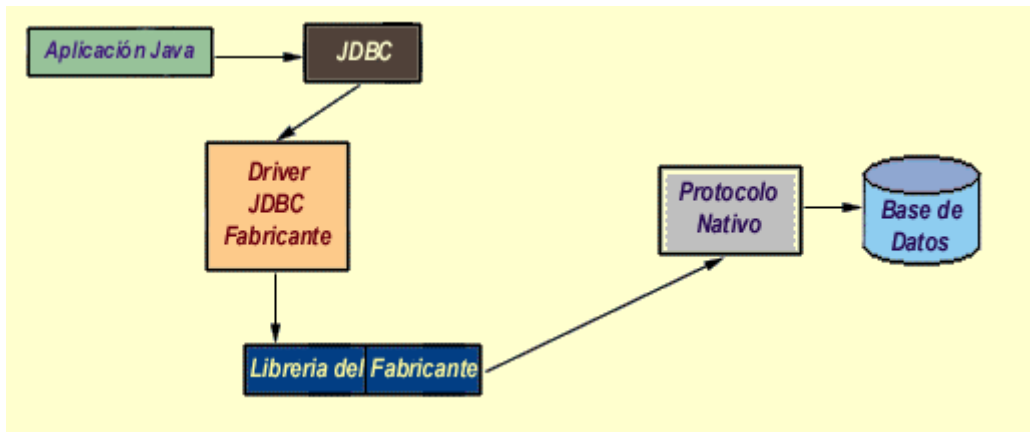 Aplicación Java
JDBC
Driver
JDBC
Fabricante
Libreria del Fabricante
Protocolo
Nativo
Base de
Datos